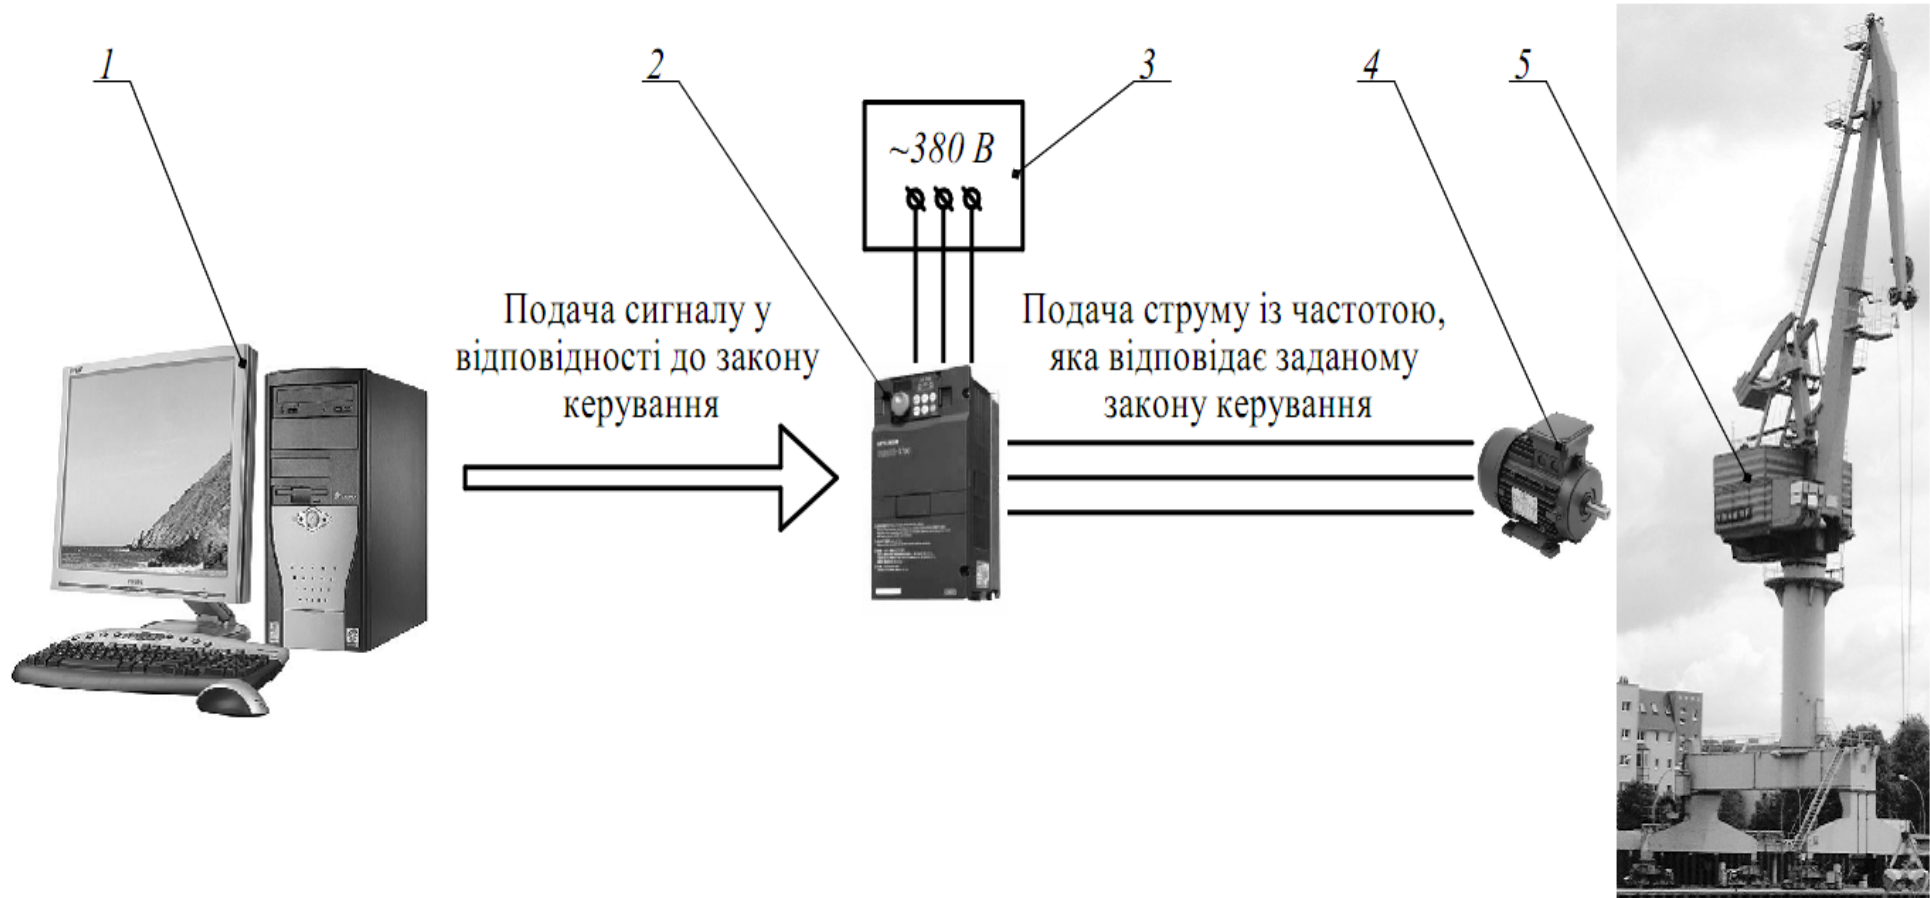 1
2
3
4
5
~380 В
Подача сигналу у
відповідності до закону
керування
Подача струму із частотою,
яка відповідає заданому
закону керування